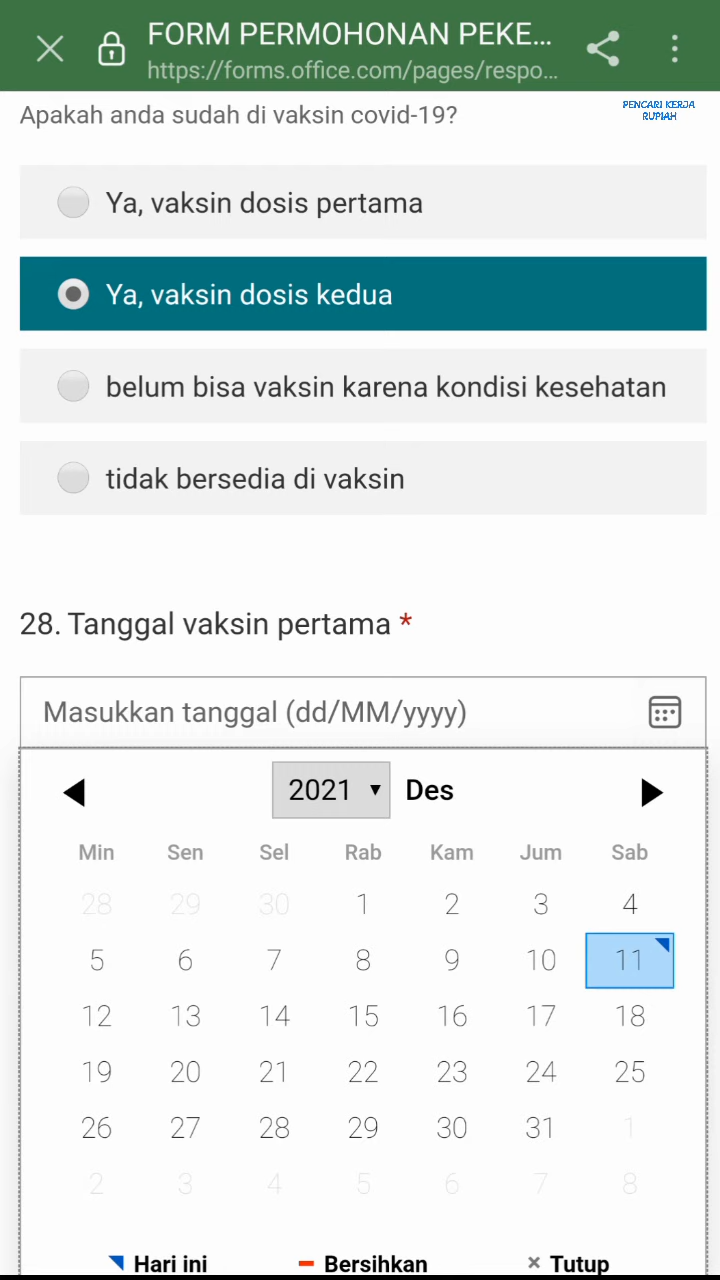 FORM PERMOHONAN PEKE...
https://forms.office.com/pages/respo...
Apakah anda sudah di vaksin covid-19?
PENCARI KERJA
RUPIAH
Ya, vaksin dosis pertama
Ya, vaksin dosis kedua
belum bisa vaksin karena kondisi kesehatan
tidak bersedia di vaksin
28. Tanggal vaksin pertama *
Masukkan tanggal (dd/MM/yyyy)
2021 Des
Min Sen Sel Rab Kam Jum Sab
28 29 30 1 2 3 4
5 6 7 8 9 10 11
12 13 14 15 16 17 18
19 20 21 22 23 24 25
26 27 28 29 30 31 1
2 3 4 5 6 7 8
Hari ini Bersihkan × Tutup